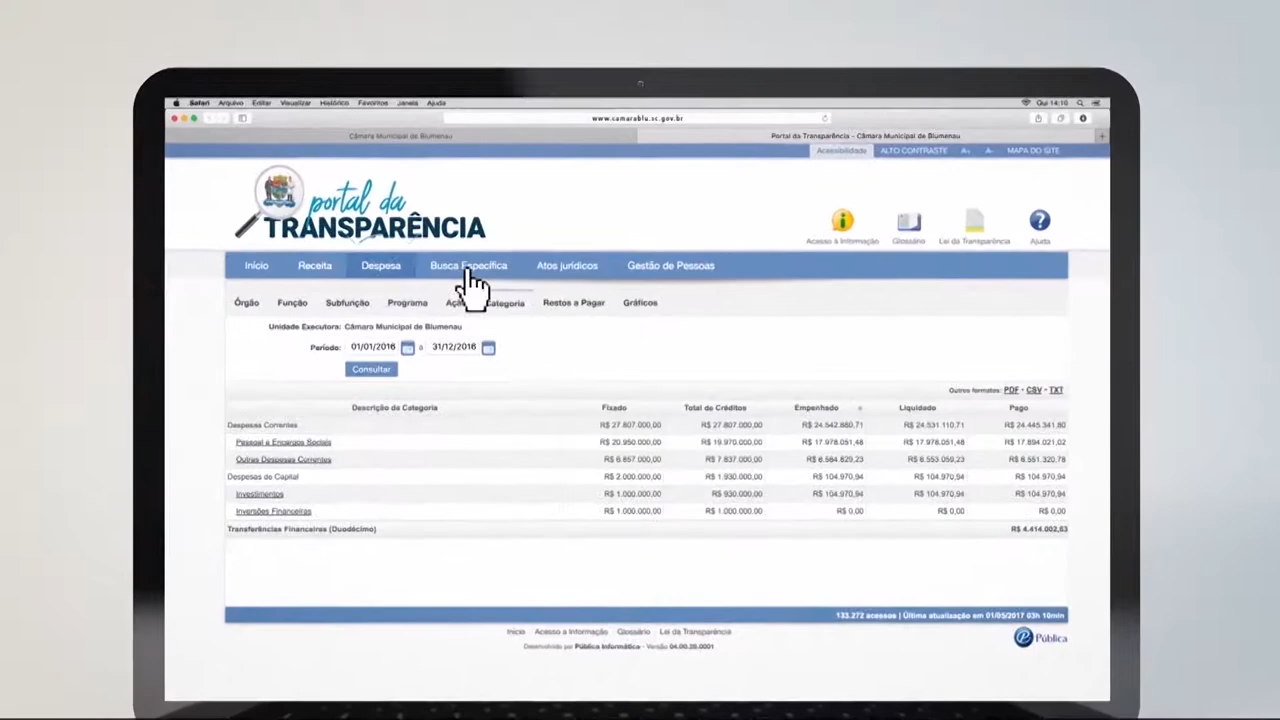 Safari Arquivo Editar Visualizar Histórico Favoritos Janela Ajuda
Qui 14:10
www.camarablu.sc.gov.br
Câmara Municipal de Blumenau
Portal da Transparência - Câmara Municipal de Blumenau
Acessibilidade ALTO CONTRASTE A+ A- MAPA DO SITE
portal da
TRANSPARÊNCIA
Acesso à Informação Glossário Lei da Transparência Ajuda
Início Receita Despesa Busca Específica Atos jurídicos Gestão de Pessoas
Órgão Função Subfunção Programa Categoria Restos a Pagar Gráficos
Unidade Executora: Câmara Municipal de Blumenau
Período: 01/01/2016 a 31/12/2016
Consultar
Outros formatos: PDF - CSV - TXT
Descrição da Categoria Fixado Total de Créditos Empenhado Liquidado Pago
Despesas Correntes R$ 27.807.000,00 R$ 27.807.000,00 R$ 24.542.880,71 R$ 24.531.110,71 R$ 24.445.341,80
Pessoal e Encargos Sociais R$ 20.950.000,00 R$ 19.970.000,00 R$ 17.978.051,48 R$ 17.978.051,48 R$ 17.894.021,02
Outras Despesas Correntes R$ 6.857.000,00 R$ 7.837.000,00 R$ 6.564.829,23 R$ 6.553.059,23 R$ 6.551.320,78
Despesas de Capital R$ 2.000.000,00 R$ 1.930.000,00 R$ 104.970,94 R$ 104.970,94 R$ 104.970,94
Investimentos R$ 1.000.000,00 R$ 930.000,00 R$ 104.970,94 R$ 104.970,94 R$ 104.970,94
Inversões Financeiras R$ 1.000.000,00 R$ 1.000.000,00 R$ 0,00 R$ 0,00 R$ 0,00
Transferências Financeiras (Duodécimo) R$ 4.414.002,63
133.272 acessos | Última atualização em 01/05/2017 03h 10min
Início Acesso a Informação Glossário Lei da Transparência
Desenvolvido por Pública Informática - Versão 04.00.28.0001
Pública